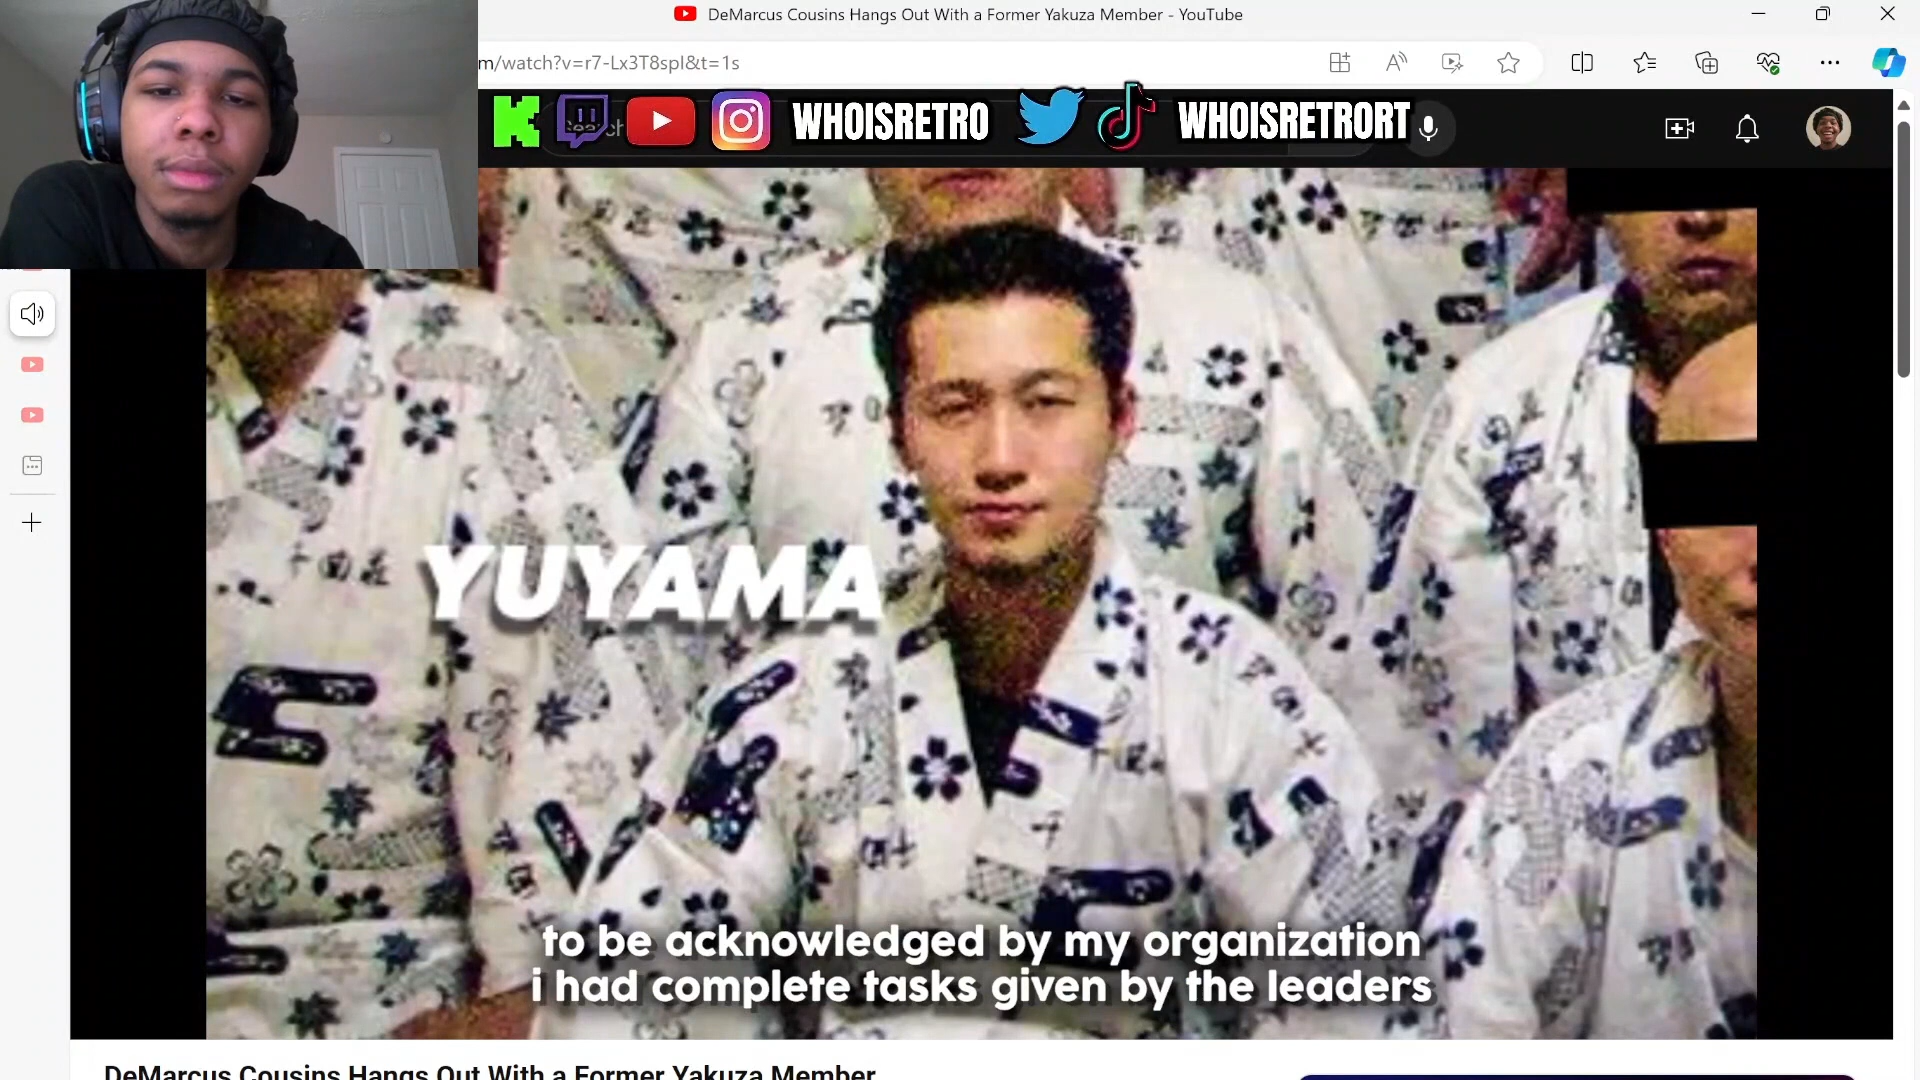 DeMarcus Cousins Hangs Out With a Former Yakuza Member - YouTube
m/watch?v=r7-Lx3T8spI&t=1s
WHOISRETRO
WHOISRETRORT
YUYAMA
to be acknowledged by my organization
i had complete tasks given by the leaders
DeMarcus Cousins Hangs Out With a Former Yakuza Member